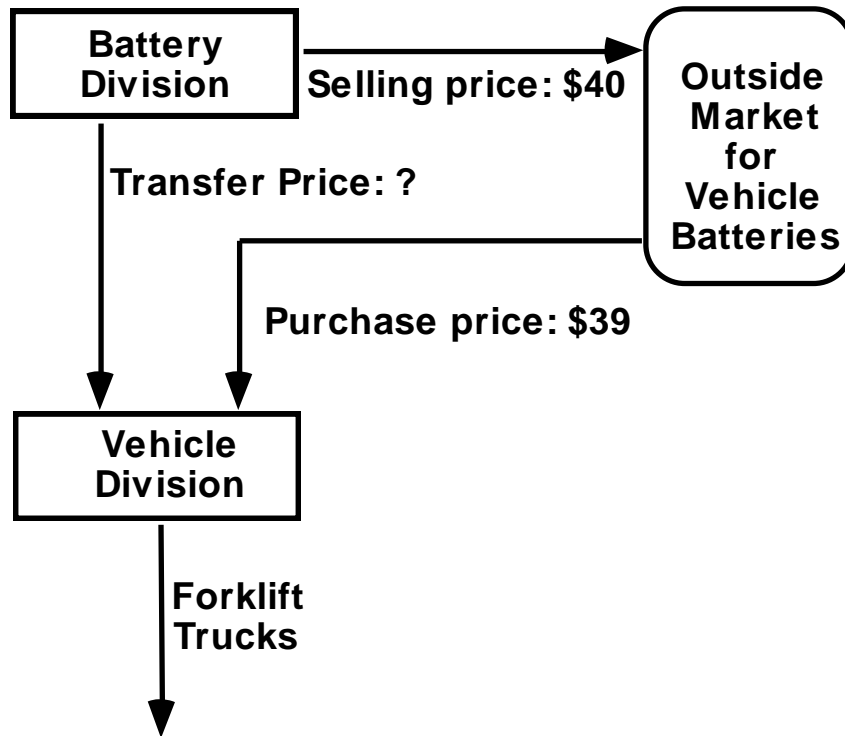 Battery
Division
Selling price: $40
Outside
Market
for
Vehicle
Batteries
Transfer Price: ?
Purchase price: $39
Vehicle
Division
Forklift
Trucks